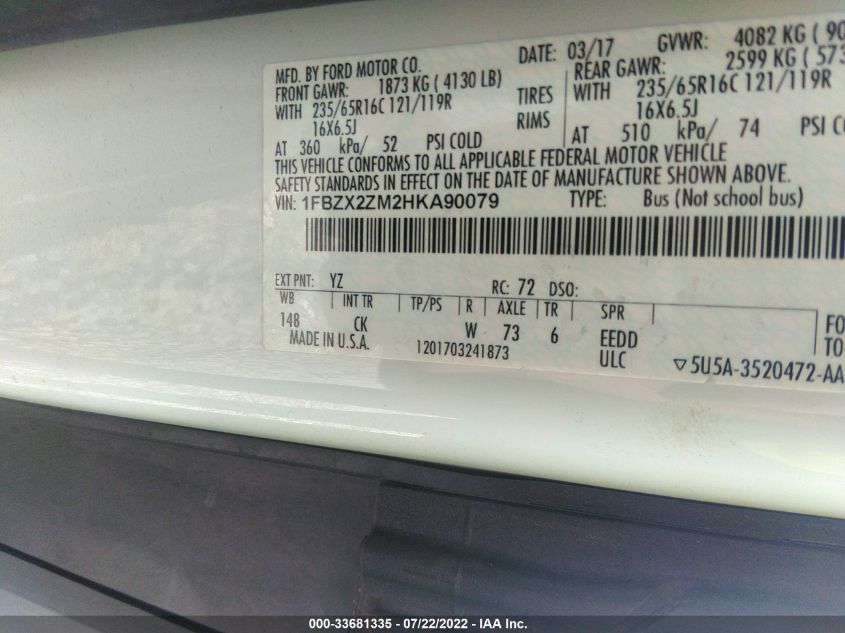 MFD. BY FORD MOTOR CO. DATE: 03/17 GVWR: 4082 KG ( 90
FRONT GAWR: 1873 KG ( 4130 LB) REAR GAWR: 2599 KG ( 573
WITH 235/65R16C 121/119R TIRES WITH 235/65R16C 121/119R
16X6.5J RIMS 16X6.5J
AT 360 kPa/ 52 PSI COLD AT 510 kPa/ 74 PSI C
THIS VEHICLE CONFORMS TO ALL APPLICABLE FEDERAL MOTOR VEHICLE
SAFETY STANDARDS IN EFFECT ON THE DATE OF MANUFACTURE SHOWN ABOVE.
VIN: 1FBZX2ZM2HKA90079 TYPE: Bus (Not school bus)
EXT PNT: YZ RC: 72 DSO:
WB INT TR TP/PS R AXLE TR SPR
148 CK W 73 6 EEDD FO
MADE IN U.S.A. 1201703241873 ULC TO
▽5U5A-3520472-AA
000-33681335 - 07/22/2022 - IAA Inc.